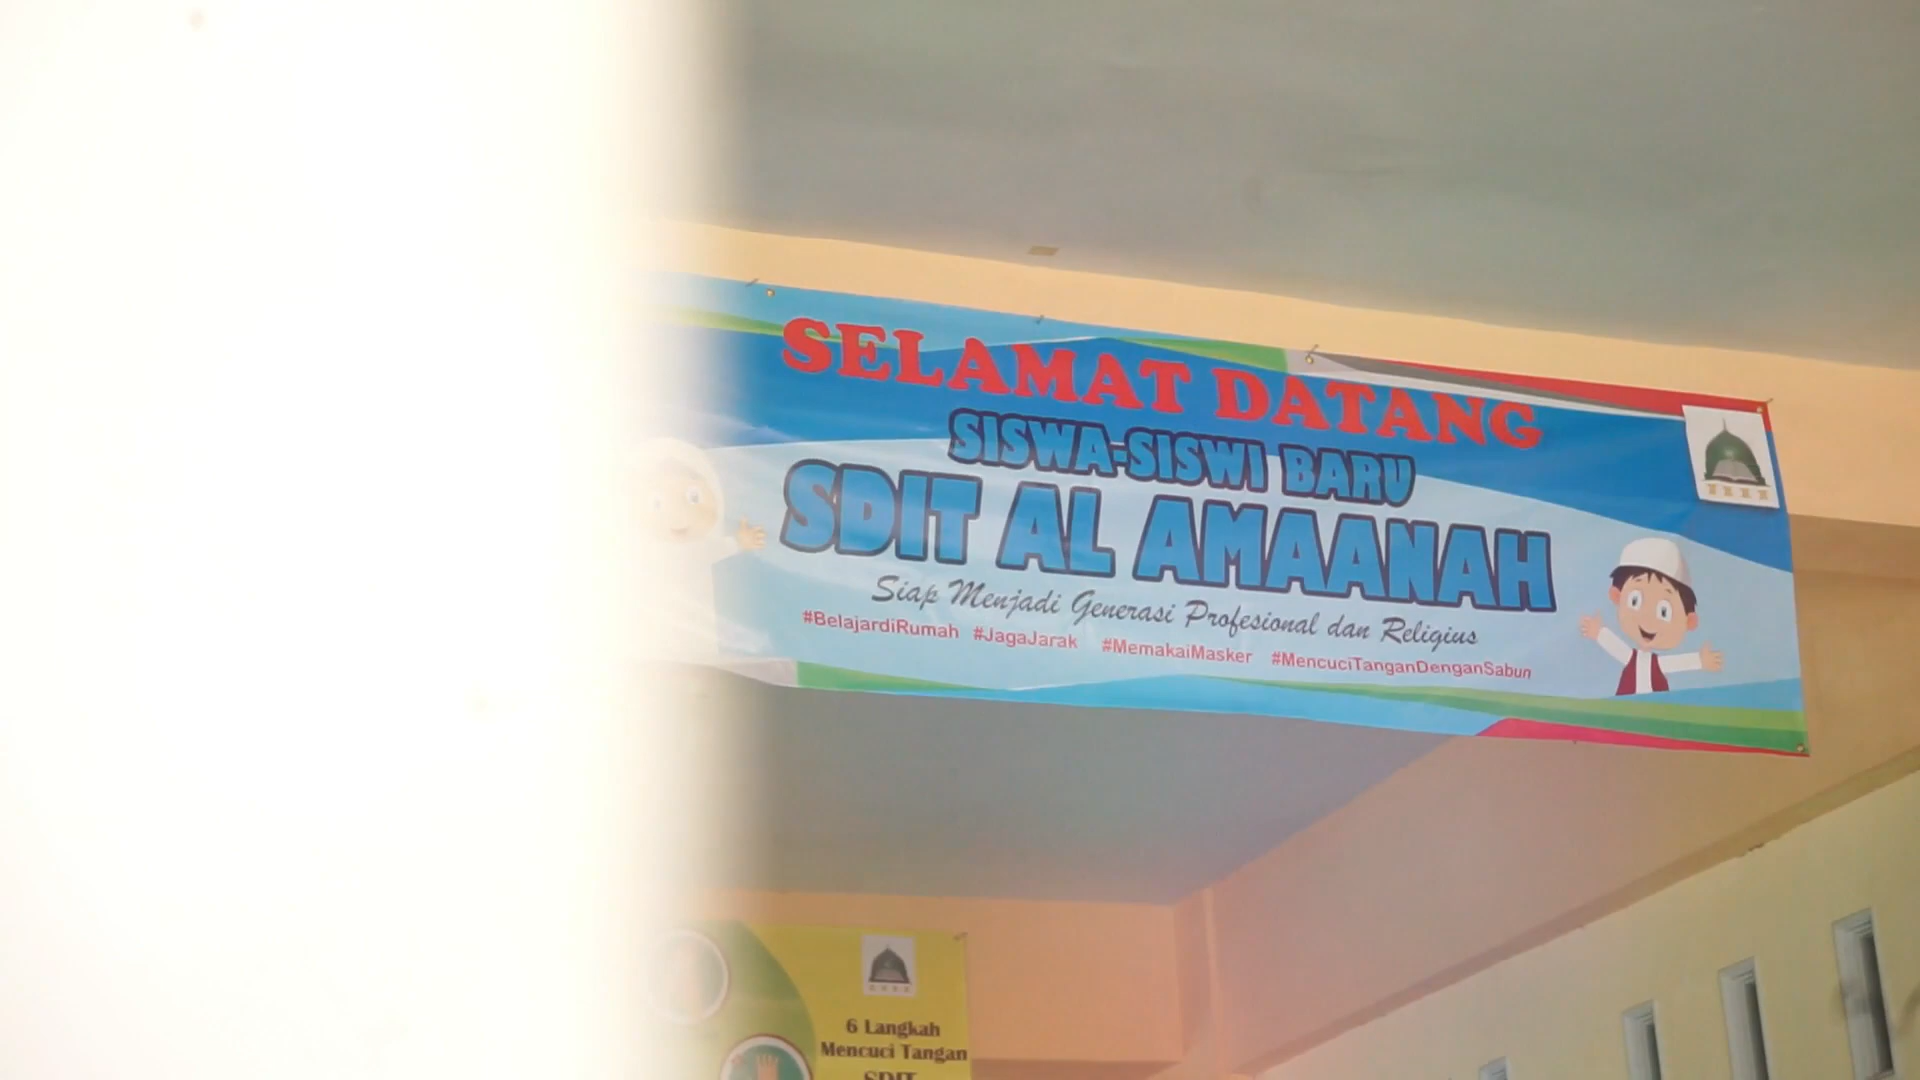 SELAMAT DATANG
SISWA-SISWI BARU
SDIT AL AMAANAH
Siap Menjadi Generasi Profesional dan Religius
#BelajardiRumah #JagaJarak #MemakaiMasker #MencuciTanganDenganSabun
6 Langkah
Mencuci Tangan
SDIT